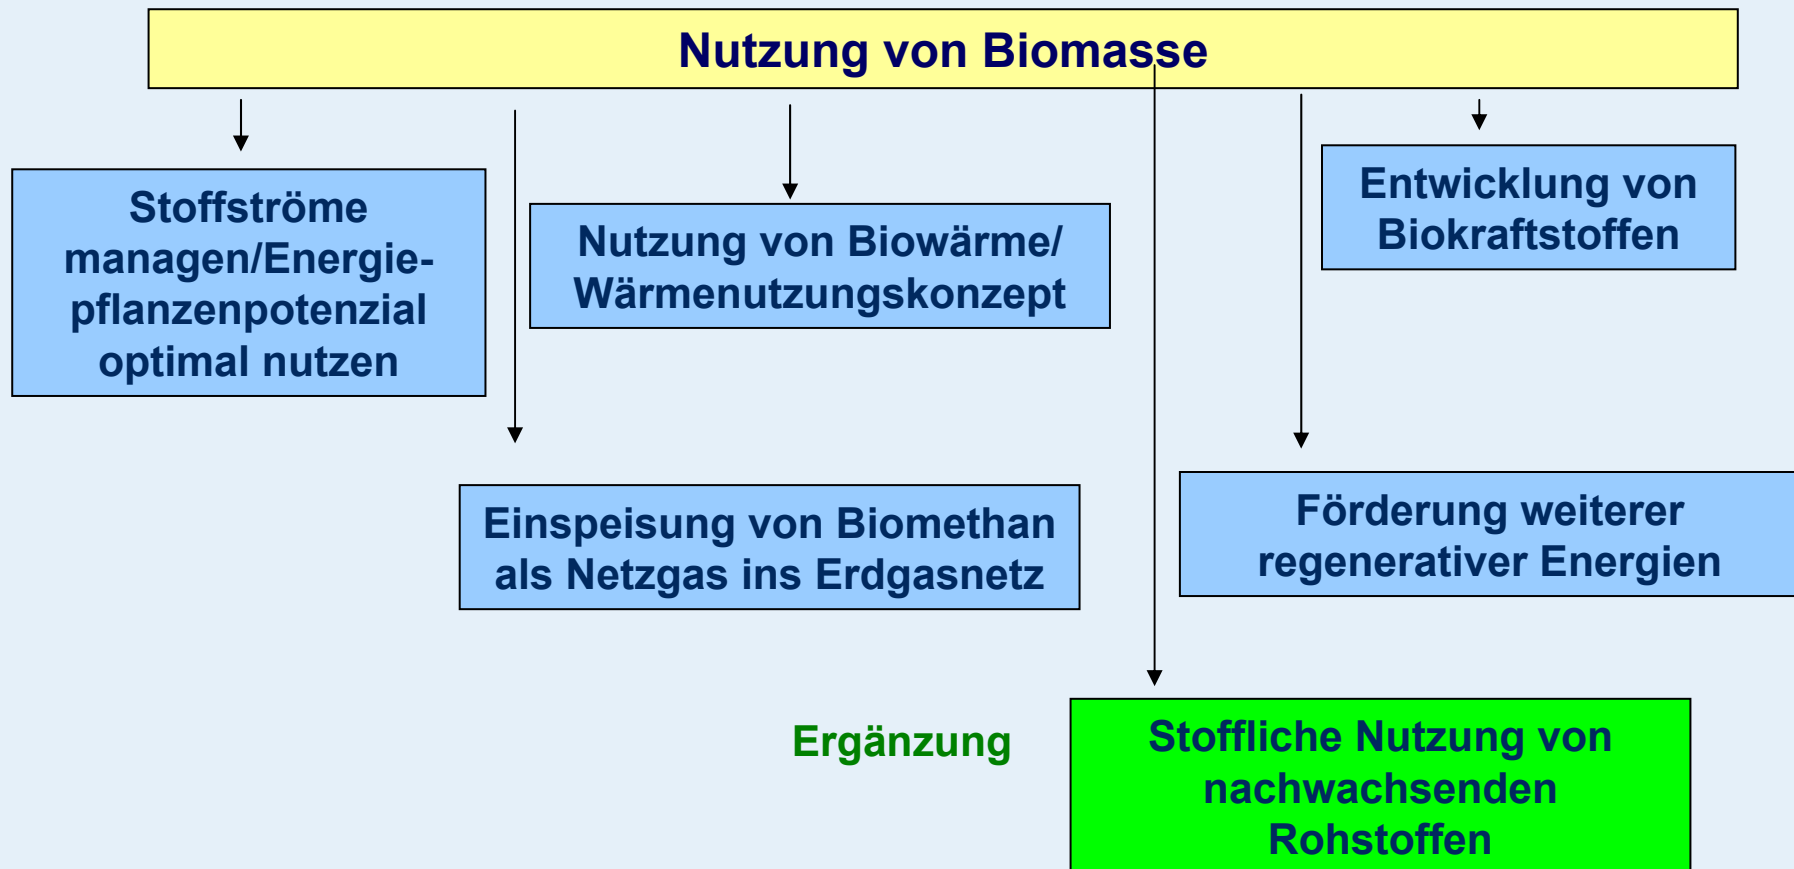 Nutzung von Biomasse
Stoffströme
managen/Energie-
pflanzenpotenzial
optimal nutzen
Nutzung von Biowärme/
Wärmenutzungskonzept
Entwicklung von
Biokraftstoffen
Einspeisung von Biomethan
als Netzgas ins Erdgasnetz
Förderung weiterer
regenerativer Energien
Ergänzung
Stoffliche Nutzung von
nachwachsenden
Rohstoffen